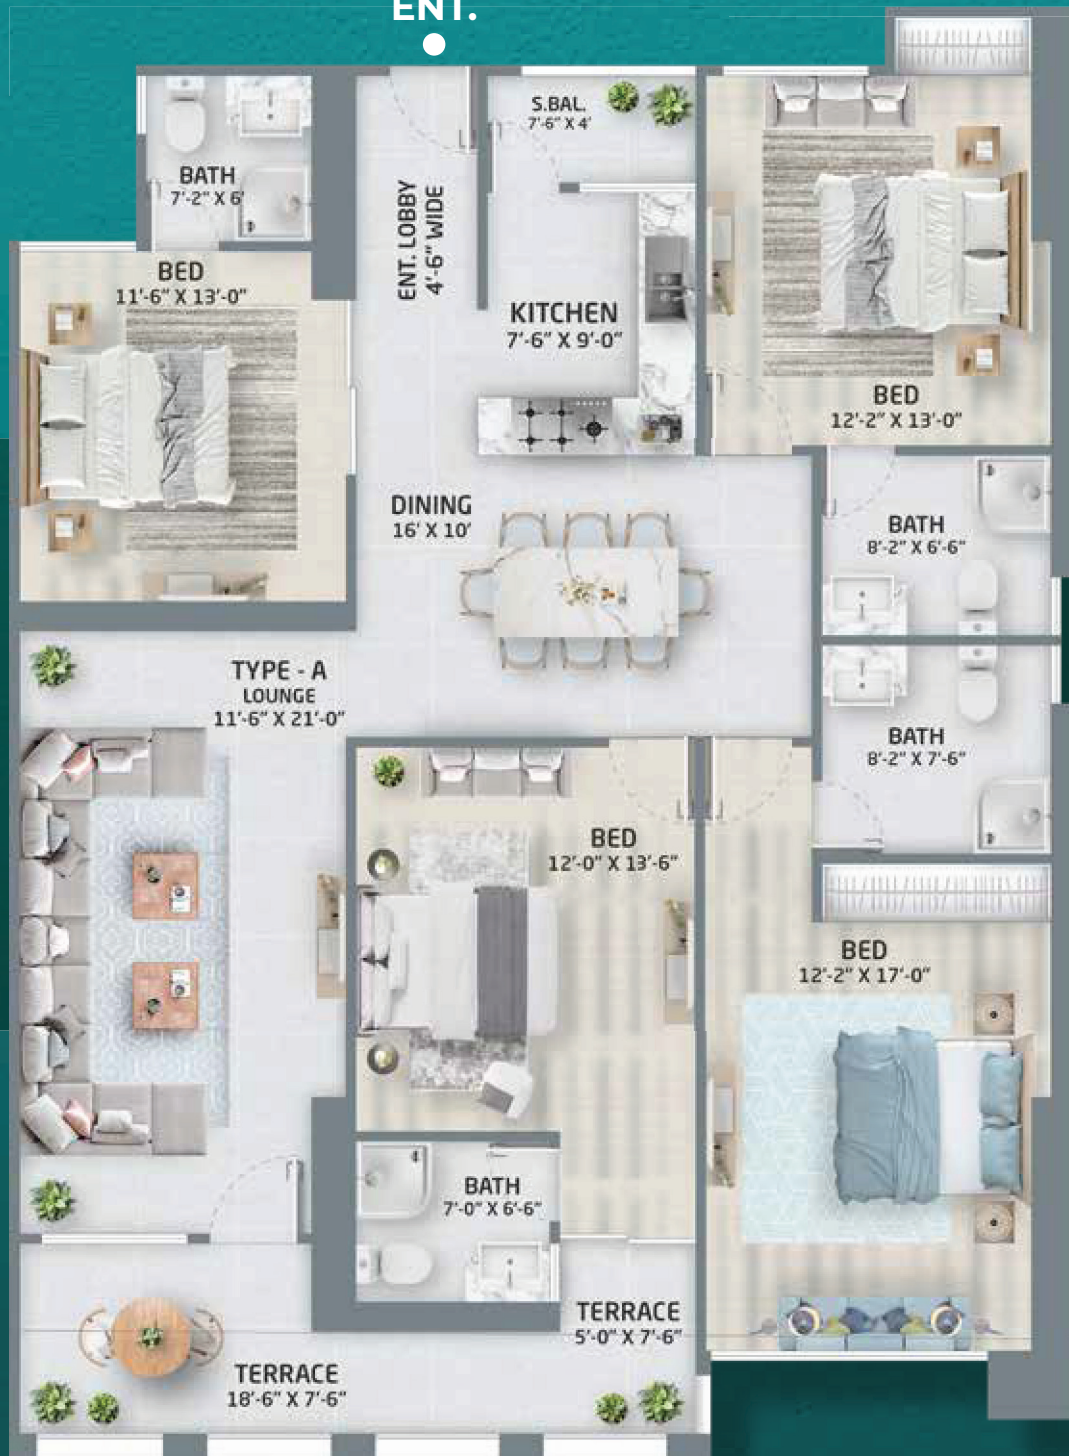 ENT.
S.BAL.
7'-6" X 4'
BATH
7'-2" X 6'
ENT. LOBBY
4'-6" WIDE
BED
11'-6" X 13'-0"
KITCHEN
7'-6" X 9'-0"
BED
12'-2" X 13'-0"
DINING
16' X 10'
BATH
8'-2" X 6'-6"
TYPE - A
LOUNGE
11'-6" X 21'-0"
BATH
8'-2" X 7'-6"
BED
12'-0" X 13'-6"
BED
12'-2" X 17'-0"
BATH
7'-0" X 6'-6"
TERRACE
5'-0" X 7'-6"
TERRACE
18'-6" X 7'-6"